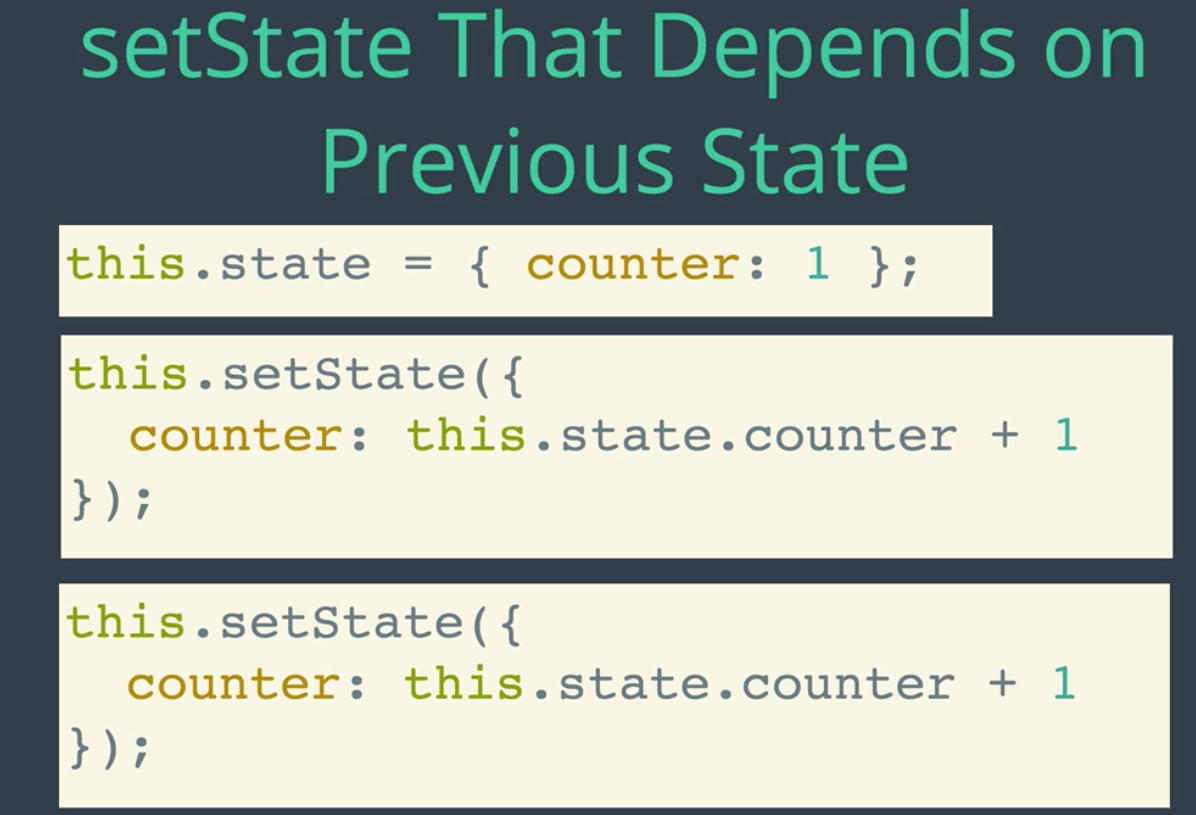 setState That Depends on
Previous State
this.state = { counter: 1 };
this.setState({
  counter: this.state.counter + 1
});
this.setState({
  counter: this.state.counter + 1
});